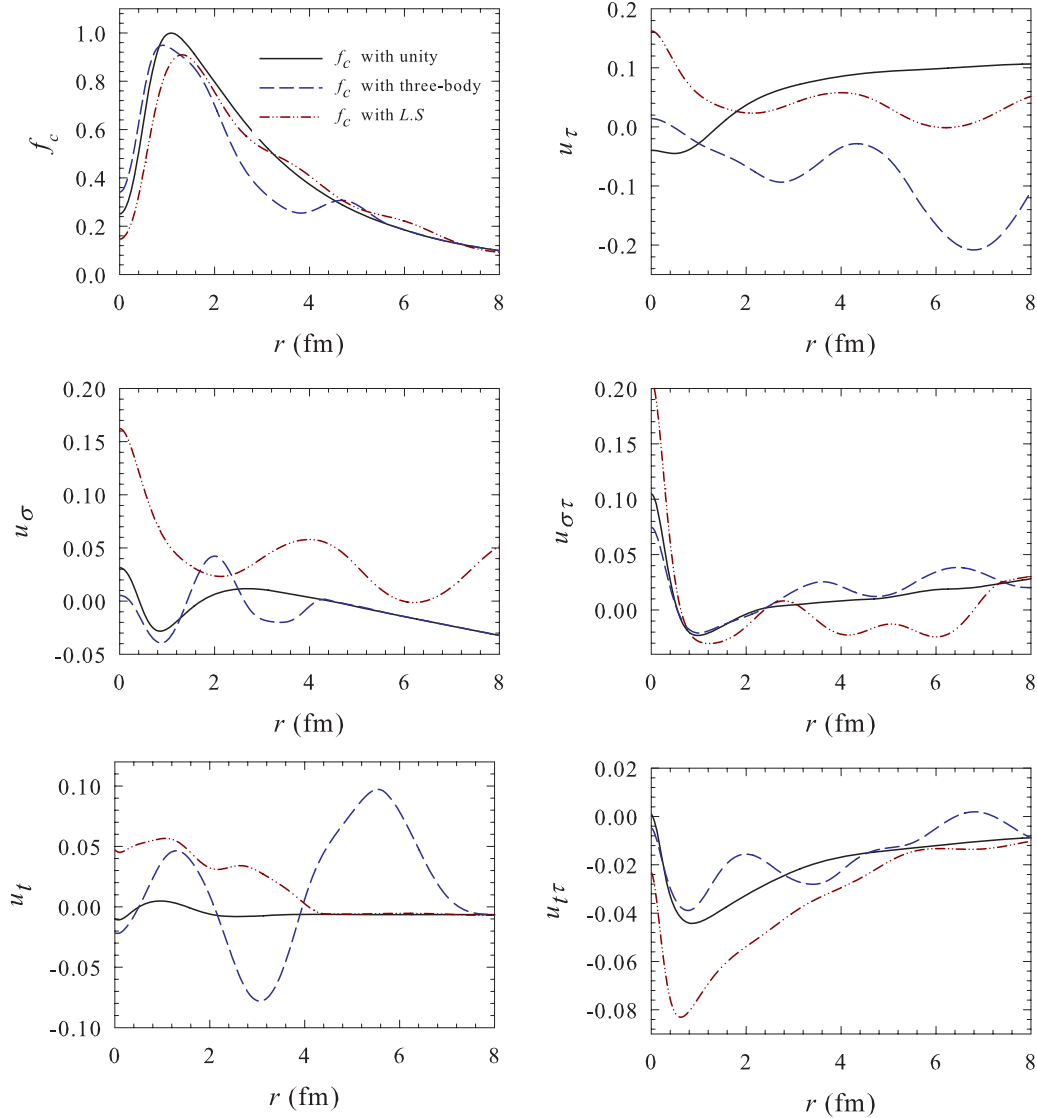 f_c
1.0
0.8
0.6
0.4
0.2
0.0
f_c with unity
f_c with three-body
f_c with L.S
0 2 4 6 8
r (fm)
u_τ
0.2
0.1
0.0
-0.1
-0.2
0 2 4 6 8
r (fm)
u_σ
0.20
0.15
0.10
0.05
0.00
-0.05
0 2 4 6 8
r (fm)
u_στ
0.20
0.15
0.10
0.05
0.00
0 2 4 6 8
r (fm)
u_t
0.10
0.05
0.00
-0.05
-0.10
0 2 4 6 8
r (fm)
u_tτ
0.02
0.00
-0.02
-0.04
-0.06
-0.08
0 2 4 6 8
r (fm)